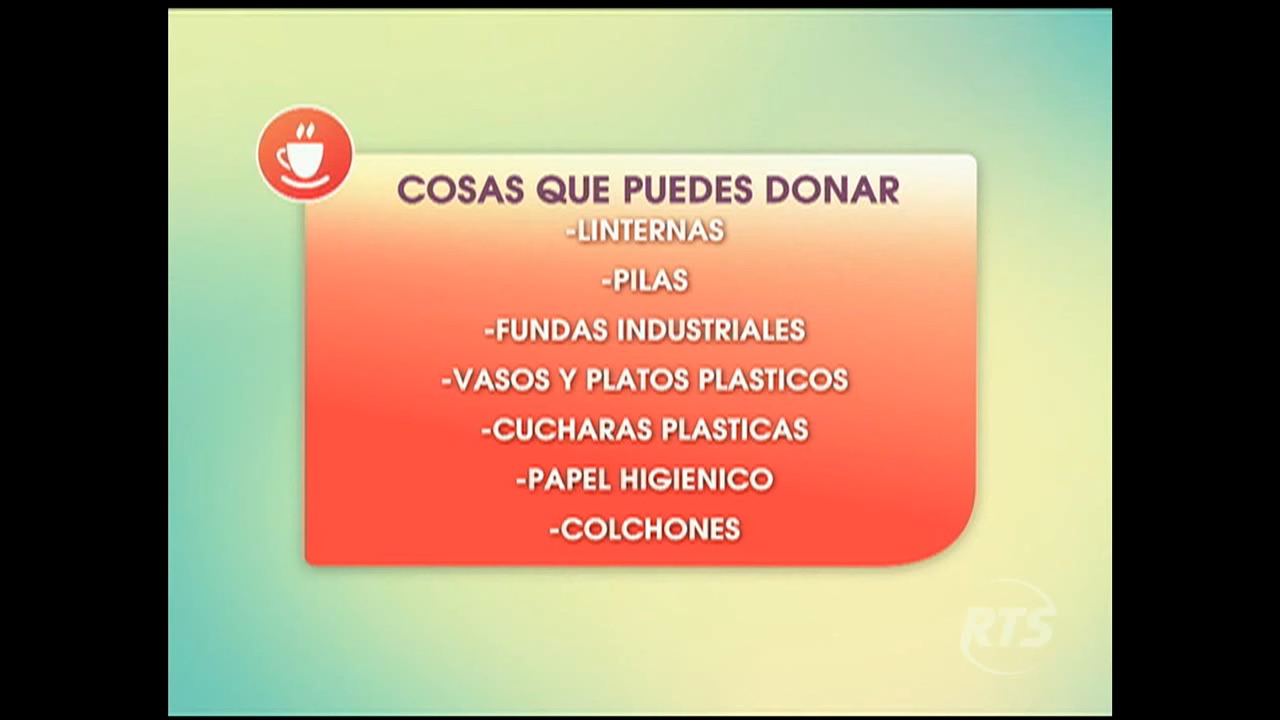 COSAS QUE PUEDES DONAR
-LINTERNAS
-PILAS
-FUNDAS INDUSTRIALES
-VASOS Y PLATOS PLASTICOS
-CUCHARAS PLASTICAS
-PAPEL HIGIENICO
-COLCHONES
RTS